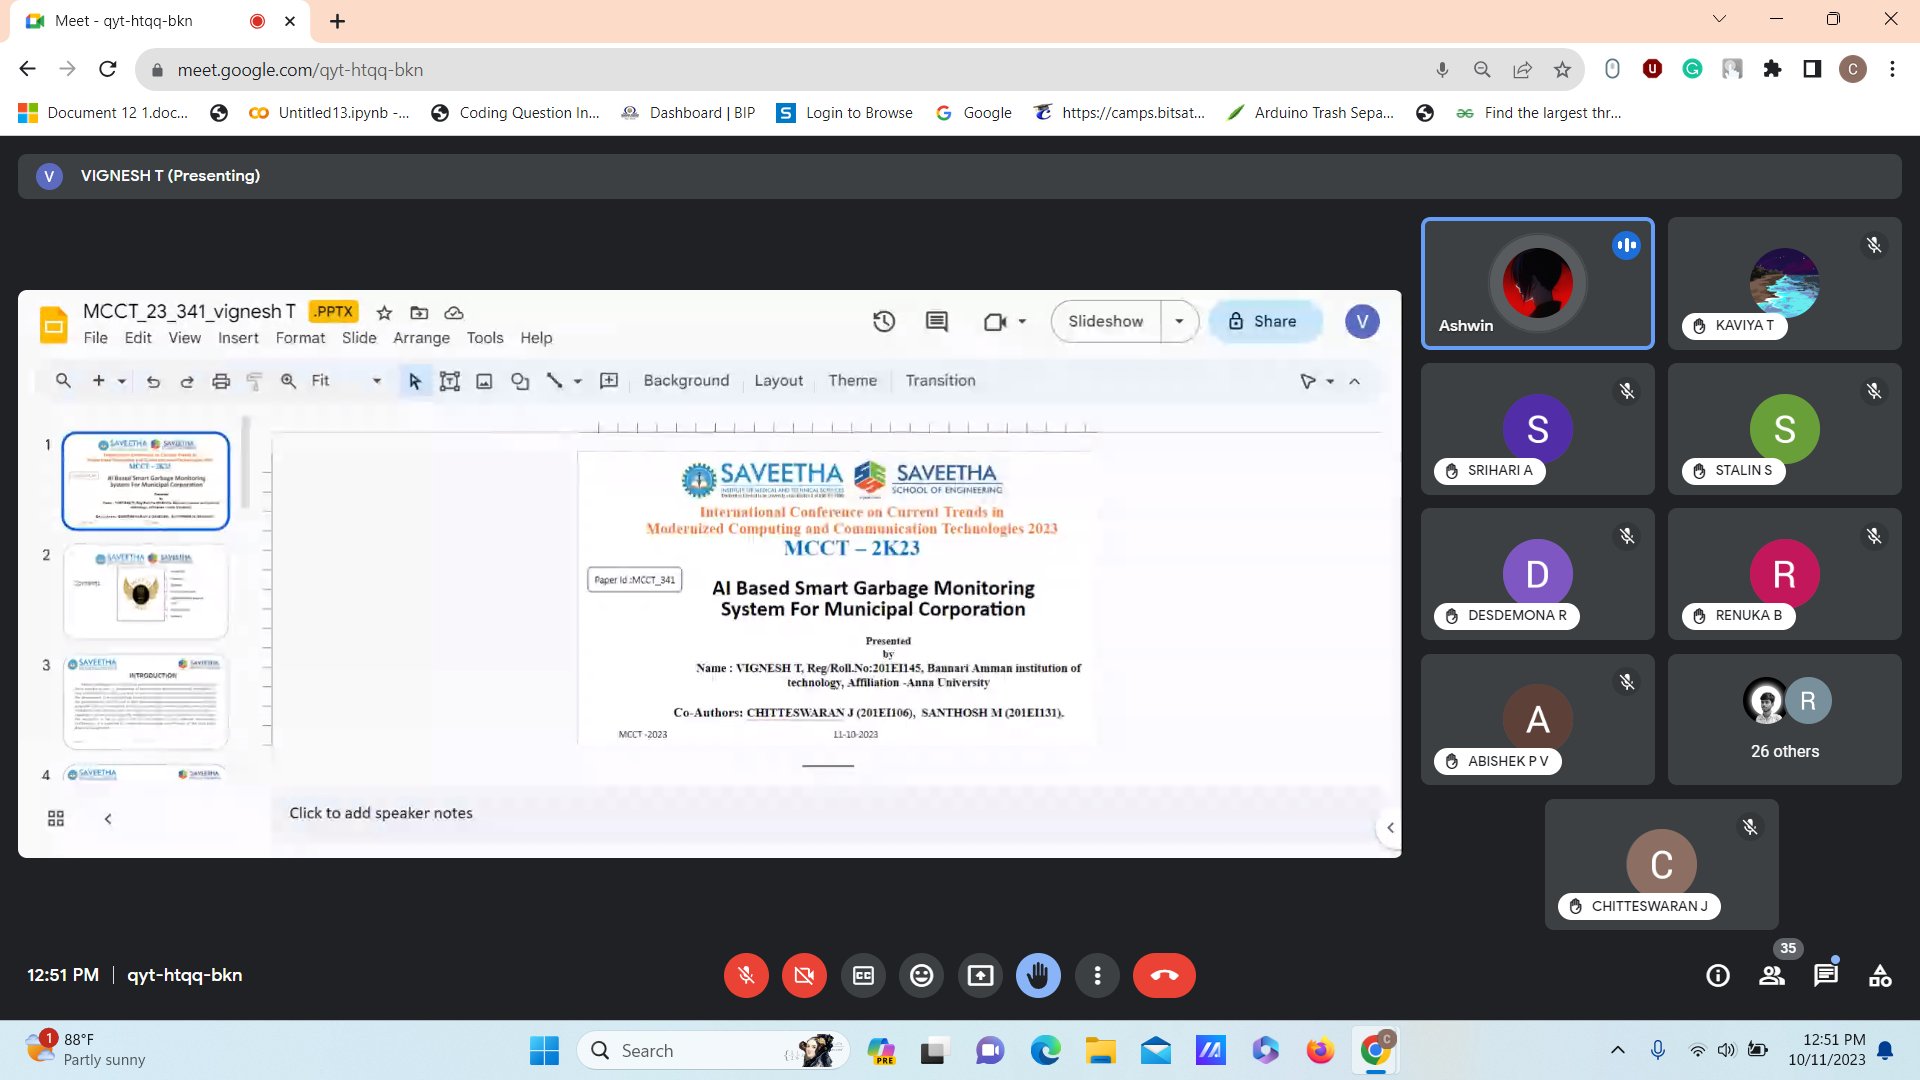 Meet - qyt-htqq-bkn
meet.google.com/qyt-htqq-bkn
C
Document 12 1.doc...
Untitled13.ipynb -...
Coding Question In...
Dashboard | BIP
Login to Browse
Google
https://camps.bitsat...
Arduino Trash Sepa...
Find the largest thr...
V
VIGNESH T (Presenting)
MCCT_23_341_vignesh T
.PPTX
Slideshow
Share
V
File Edit View Insert Format Slide Arrange Tools Help
Fit
Background
Layout
Theme
Transition
1
2
3
INTRODUCTION
4
SAVEETHA
SAVEETHA
SCHOOL OF ENGINEERING
International Conference on Current Trends in
Modernized Computing and Communication Technologies 2023
MCCT – 2K23
Paper Id :MCCT_341
AI Based Smart Garbage Monitoring
System For Municipal Corporation
Presented
by
Name : VIGNESH T, Reg/Roll.No:201EI145, Bannari Amman institution of
technology, Affiliation -Anna University
Co-Authors: CHITTESWARAN J (201EI106), SANTHOSH M (201EI131).
MCCT -2023
11-10-2023
Click to add speaker notes
Ashwin
KAVIYA T
S
SRIHARI A
S
STALIN S
D
DESDEMONA R
R
RENUKA B
A
ABISHEK P V
R
26 others
C
CHITTESWARAN J
12:51 PM | qyt-htqq-bkn
35
1
88°F
Partly sunny
Search
PRE
C
12:51 PM
10/11/2023